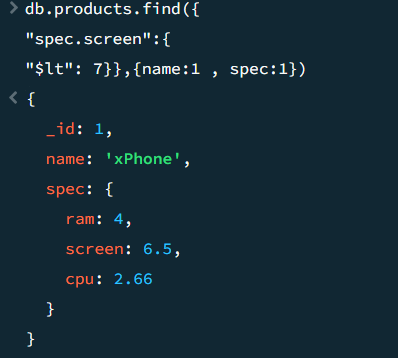 > db.products.find({
"spec.screen":{
"$lt": 7}},{name:1 , spec:1})
< {
_id: 1,
name: 'xPhone',
spec: {
ram: 4,
screen: 6.5,
cpu: 2.66
}
}